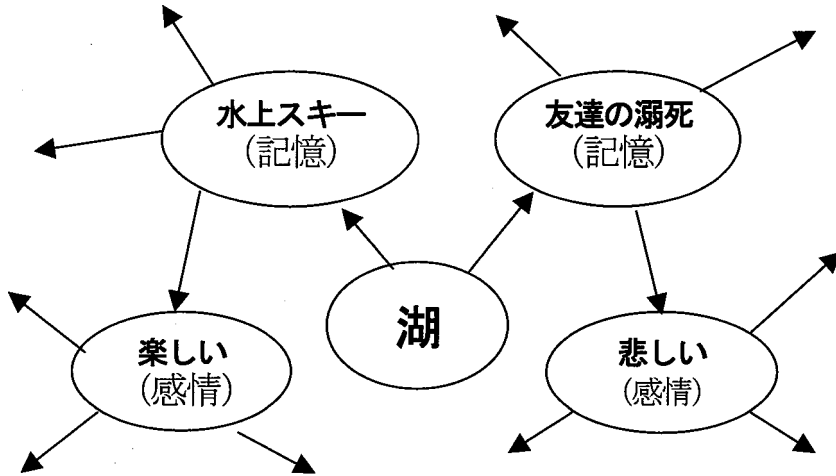 水上スキー
(記憶)
友達の溺死
(記憶)
湖
楽しい
(感情)
悲しい
(感情)